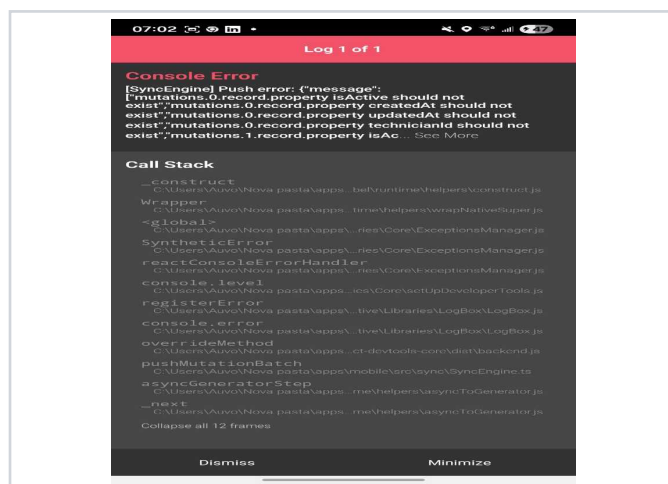 07:02
47
Log 1 of 1
Console Error
[SyncEngine] Push error: {"message":
["mutations.0.record.property isActive should not
exist","mutations.0.record.property createdAt should not
exist","mutations.0.record.property updatedAt should not
exist","mutations.0.record.property technicianId should not
exist","mutations.1.record.property isAc... See More
Call Stack
_construct
C:\Users\Auvo\Nova pasta\apps...bel\runtime\helpers\construct.js
Wrapper
C:\Users\Auvo\Nova pasta\apps...time\helpers\wrapNativeSuper.js
<global>
C:\Users\Auvo\Nova pasta\apps\...ries\Core\ExceptionsManager.js
SyntheticError
C:\Users\Auvo\Nova pasta\apps\...ries\Core\ExceptionsManager.js
reactConsoleErrorHandler
C:\Users\Auvo\Nova pasta\apps\...ries\Core\ExceptionsManager.js
console.level
C:\Users\Auvo\Nova pasta\apps...ies\Core\setUpDeveloperTools.js
registerError
C:\Users\Auvo\Nova pasta\apps\...tive\Libraries\LogBox\LogBox.js
console.error
C:\Users\Auvo\Nova pasta\apps\...tive\Libraries\LogBox\LogBox.js
overrideMethod
C:\Users\Auvo\Nova pasta\apps...ct-devtools-core\dist\backend.js
pushMutationBatch
C:\Users\Auvo\Nova pasta\apps\mobile\src\sync\SyncEngine.ts
asyncGeneratorStep
C:\Users\Auvo\Nova pasta\apps...me\helpers\asyncToGenerator.js
_next
C:\Users\Auvo\Nova pasta\apps...me\helpers\asyncToGenerator.js
Collapse all 12 frames
Dismiss
Minimize